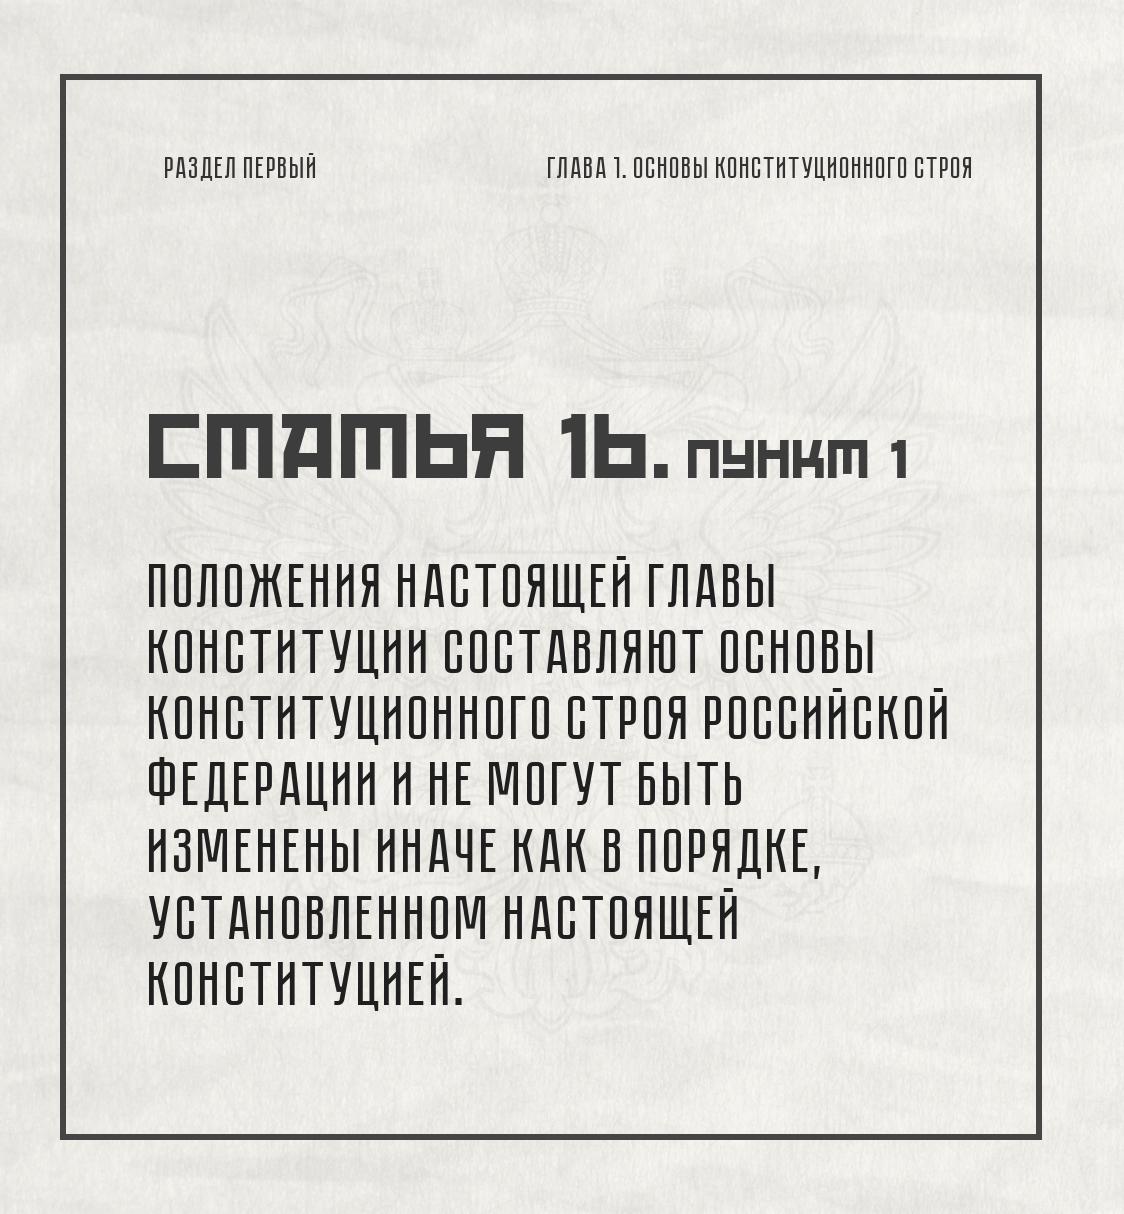 РАЗДЕЛ ПЕРВЫЙ
ГЛАВА 1. ОСНОВЫ КОНСТИТУЦИОННОГО СТРОЯ
СТАТЬЯ 16. ПУНКТ 1
ПОЛОЖЕНИЯ НАСТОЯЩЕЙ ГЛАВЫ
КОНСТИТУЦИИ СОСТАВЛЯЮТ ОСНОВЫ
КОНСТИТУЦИОННОГО СТРОЯ РОССИЙСКОЙ
ФЕДЕРАЦИИ И НЕ МОГУТ БЫТЬ
ИЗМЕНЕНЫ ИНАЧЕ КАК В ПОРЯДКЕ,
УСТАНОВЛЕННОМ НАСТОЯЩЕЙ
КОНСТИТУЦИЕЙ.